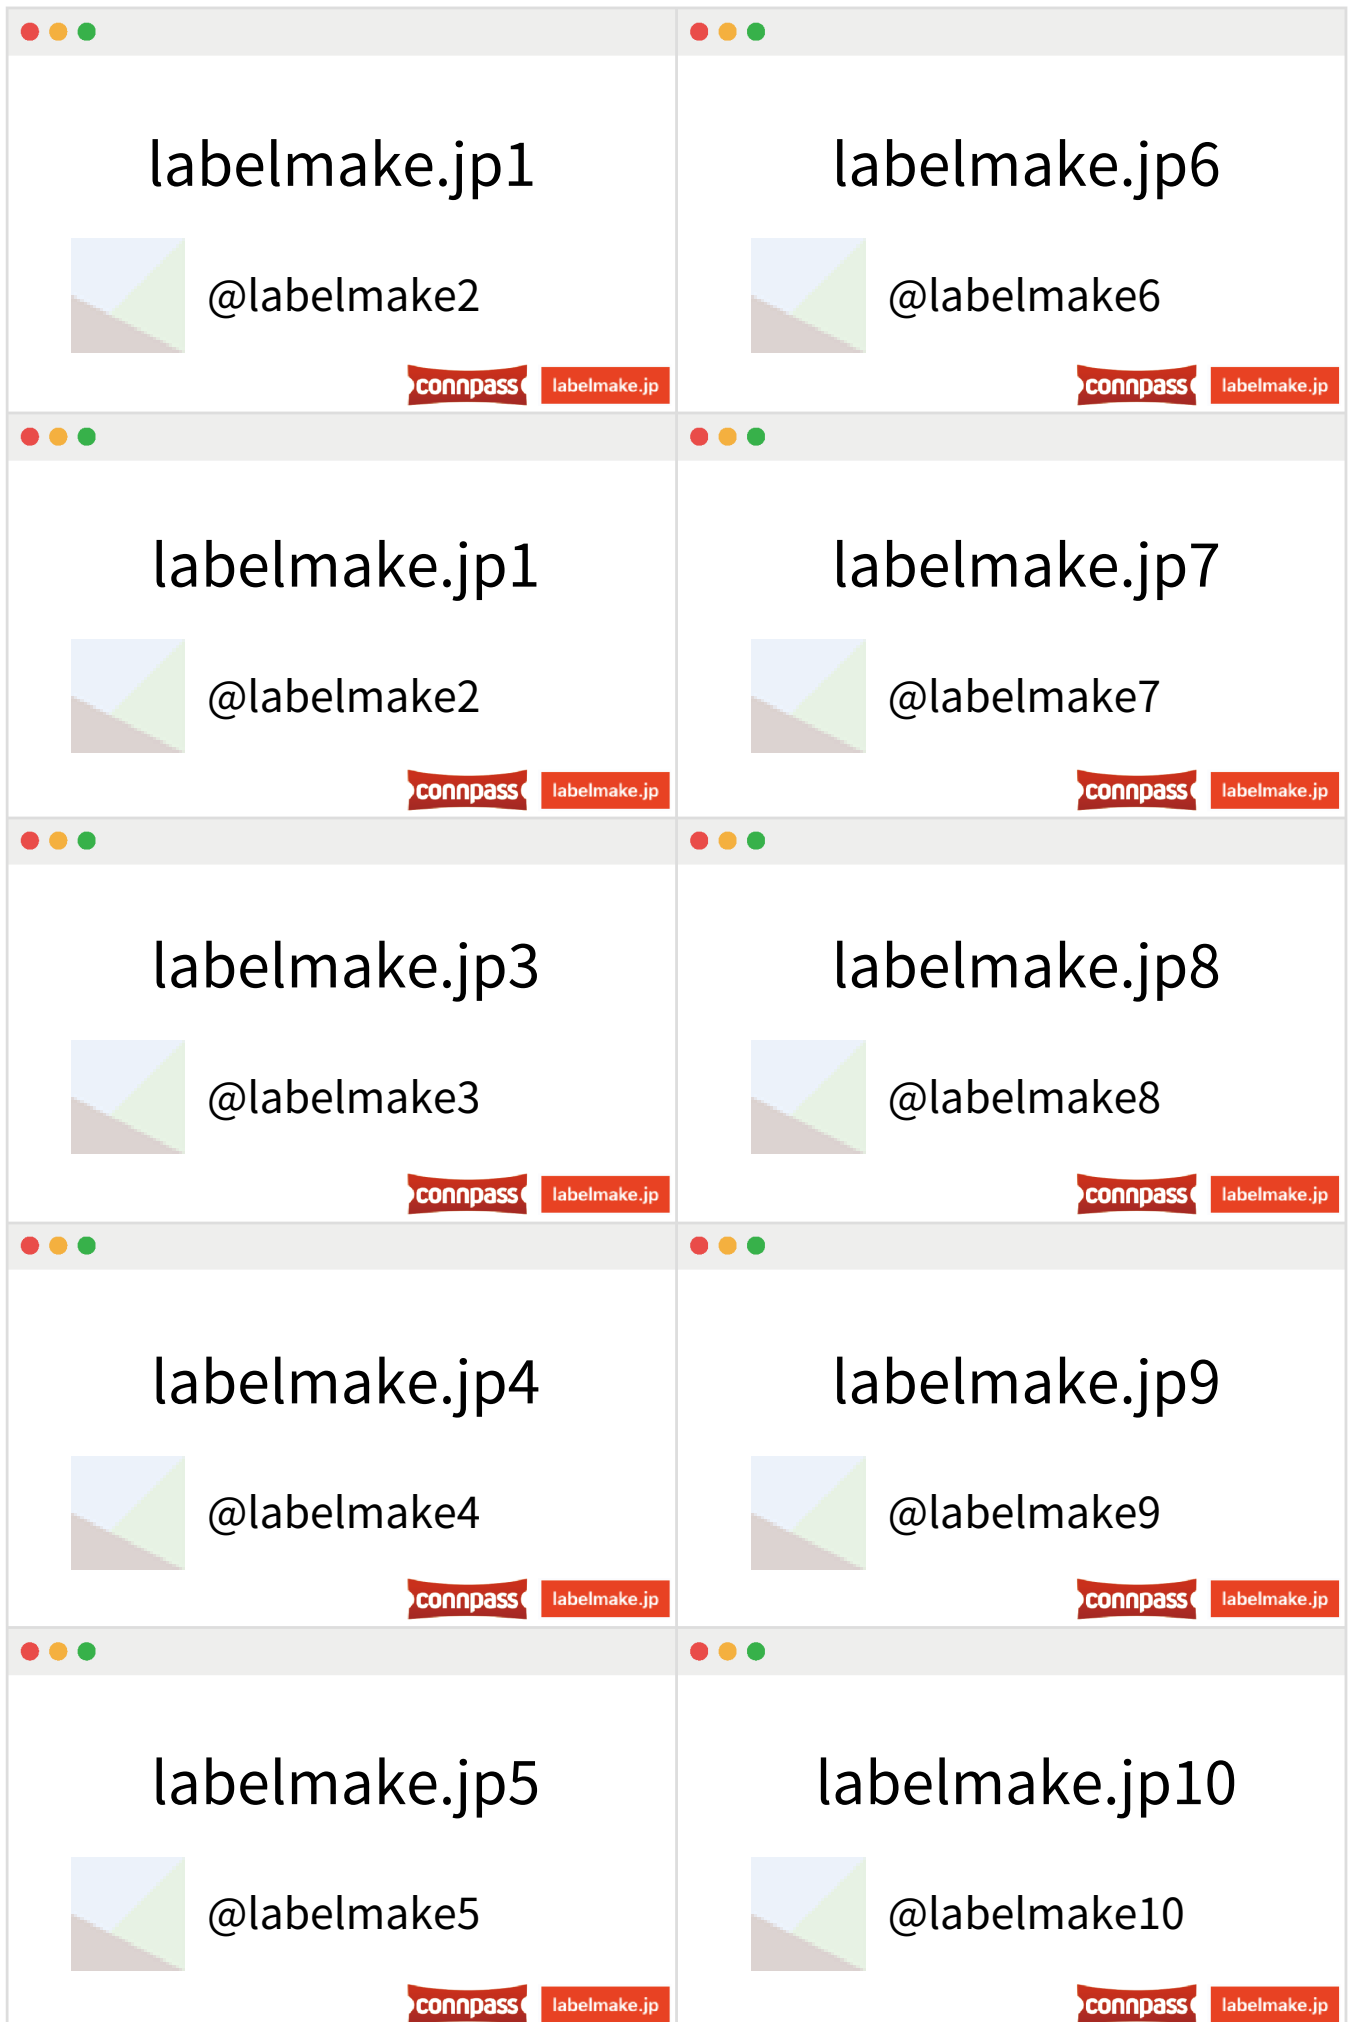 labelmake.jp1
@labelmake2
connpass labelmake.jp
labelmake.jp6
@labelmake6
connpass labelmake.jp
labelmake.jp1
@labelmake2
connpass labelmake.jp
labelmake.jp7
@labelmake7
connpass labelmake.jp
labelmake.jp3
@labelmake3
connpass labelmake.jp
labelmake.jp8
@labelmake8
connpass labelmake.jp
labelmake.jp4
@labelmake4
connpass labelmake.jp
labelmake.jp9
@labelmake9
connpass labelmake.jp
labelmake.jp5
@labelmake5
connpass labelmake.jp
labelmake.jp10
@labelmake10
connpass labelmake.jp